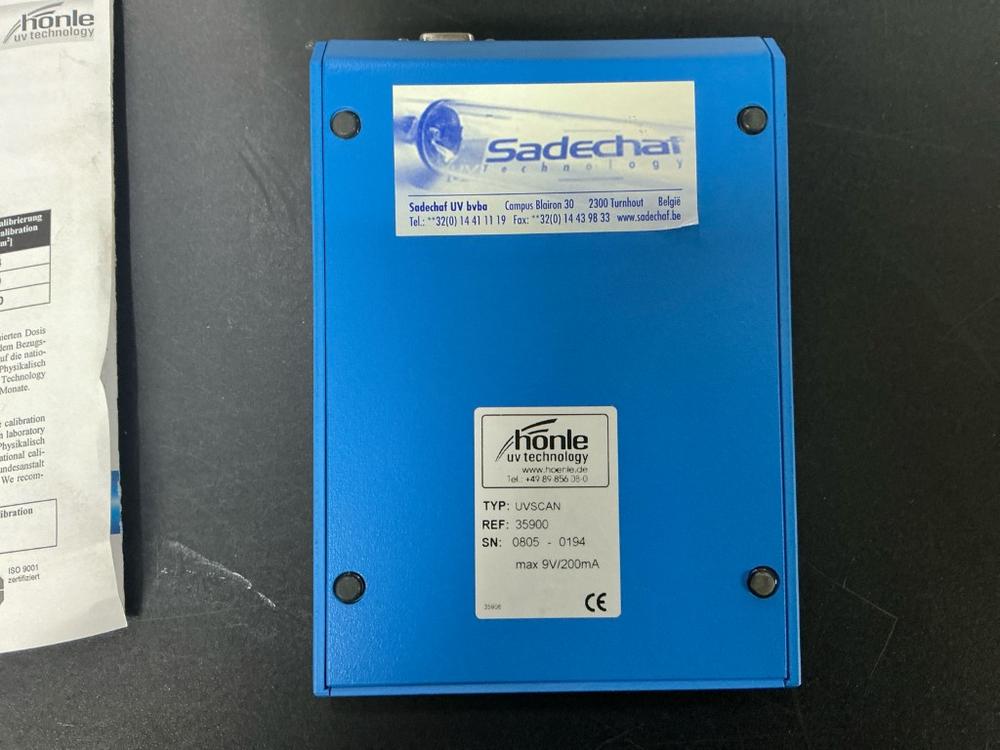 hönle
uv technology
alibrierung
alibration
m²]
ierten Dosis
dem Bezugs-
uf die natio-
Physikalisch
Technology
Monate.
calibration
laboratory
Physikalisch
ational cali-
undesanstalt
We recom-
ibration
ISO 9001
zertifiziert
Sadechaf
UV Technology
Sadechaf UV bvba Campus Blairon 30 2300 Turnhout België
Tel.: **32(0) 14 41 11 19 Fax: **32(0) 14 43 98 33 www.sadechaf.be
hönle
uv technology
www.hoenle.de
Tel.: +49 89 856 08-0
TYP: UVSCAN
REF: 35900
SN: 0805 - 0194
max 9V/200mA
35906
CE